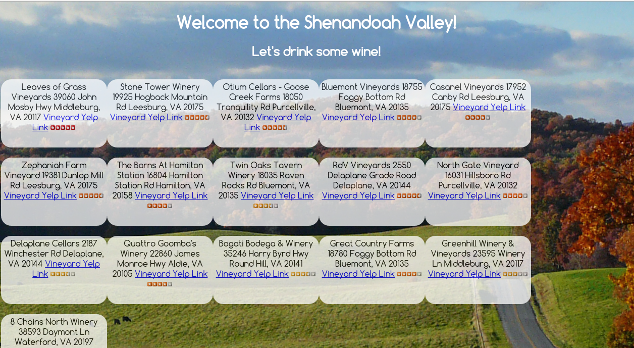 Welcome to the Shenandoah Valley!
Let's drink some wine!
Leaves of Grass
Vineyards 39060 John
Mosby Hwy Middleburg,
VA 20117 Vineyard Yelp
Link
Stone Tower Winery
19925 Hogback Mountain
Rd Leesburg, VA 20175
Vineyard Yelp Link
Otium Cellars - Goose
Creek Farms 18050
Tranquility Rd Purcellville,
VA 20132 Vineyard Yelp
Link
Bluemont Vineyards 18755
Foggy Bottom Rd
Bluemont, VA 20135
Vineyard Yelp Link
Casanel Vineyards 17952
Canby Rd Leesburg, VA
20175 Vineyard Yelp Link
Zephaniah Farm
Vineyard 19381 Dunlop Mill
Rd Leesburg, VA 20175
Vineyard Yelp Link
The Barns At Hamilton
Station 16804 Hamilton
Station Rd Hamilton, VA
20158 Vineyard Yelp Link
Twin Oaks Tavern
Winery 18035 Raven
Rocks Rd Bluemont, VA
20135 Vineyard Yelp Link
RdV Vineyards 2550
Delaplane Grade Road
Delaplane, VA 20144
Vineyard Yelp Link
North Gate Vineyard
16031 Hillsboro Rd
Purcellville, VA 20132
Vineyard Yelp Link
Delaplane Cellars 2187
Winchester Rd Delaplane,
VA 20144 Vineyard Yelp
Link
Quattro Goomba's
Winery 22860 James
Monroe Hwy Aldie, VA
20105 Vineyard Yelp Link
Bogati Bodega & Winery
35246 Harry Byrd Hwy
Round Hill, VA 20141
Vineyard Yelp Link
Great Country Farms
18780 Foggy Bottom Rd
Bluemont, VA 20135
Vineyard Yelp Link
Greenhill Winery &
Vineyards 23595 Winery
Ln Middleburg, VA 20117
Vineyard Yelp Link
8 Chains North Winery
38593 Daymont Ln
Waterford, VA 20197